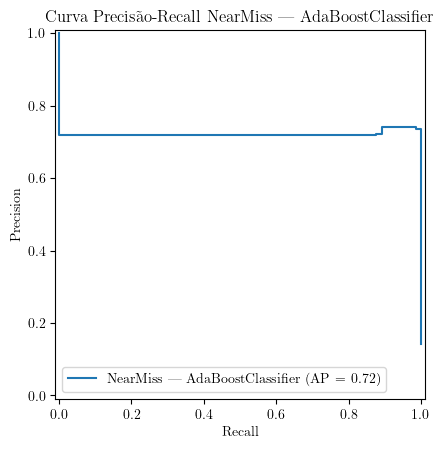 Curva Precisão-Recall NearMiss — AdaBoostClassifier
1.0
0.8
0.6
0.4
0.2
0.0
Precision
NearMiss — AdaBoostClassifier (AP = 0.72)
0.0 0.2 0.4 0.6 0.8 1.0
Recall